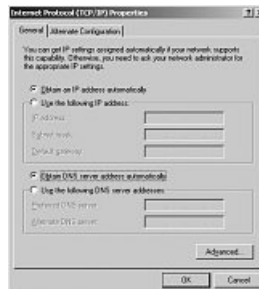 Internet Protocol (TCP/IP) Properties
General
Alternate Configuration
You can get IP settings assigned automatically if your network supports
this capability. Otherwise, you need to ask your network administrator for
the appropriate IP settings.
Obtain an IP address automatically
Use the following IP address:
IP address:
Subnet mask:
Default gateway:
Obtain DNS server address automatically
Use the following DNS server addresses:
Preferred DNS server:
Alternate DNS server:
Advanced...
OK
Cancel